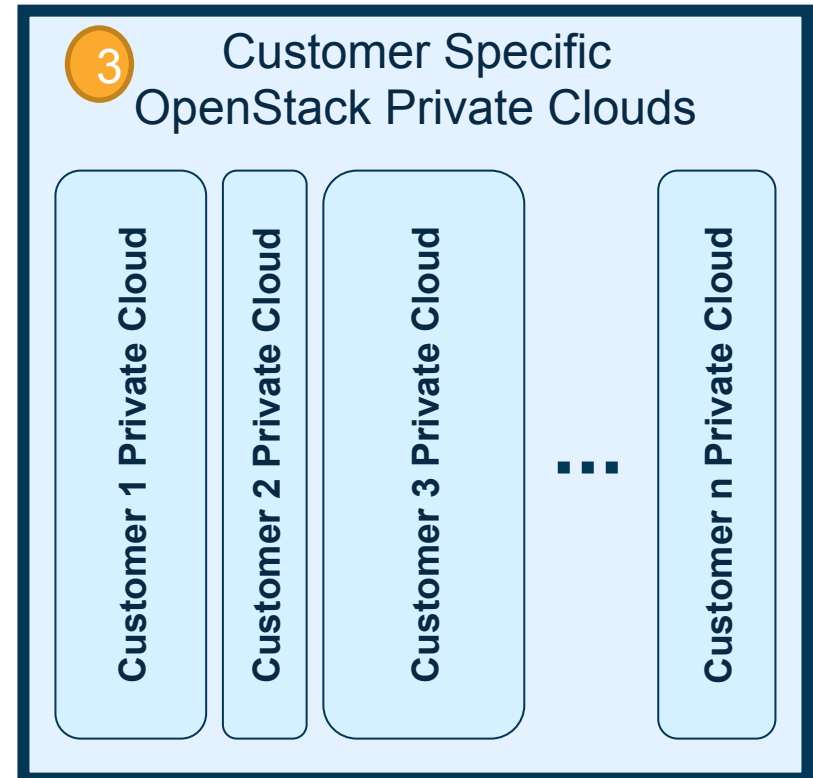 3
Customer Specific
OpenStack Private Clouds
Customer 1 Private Cloud
Customer 2 Private Cloud
Customer 3 Private Cloud
...
Customer n Private Cloud